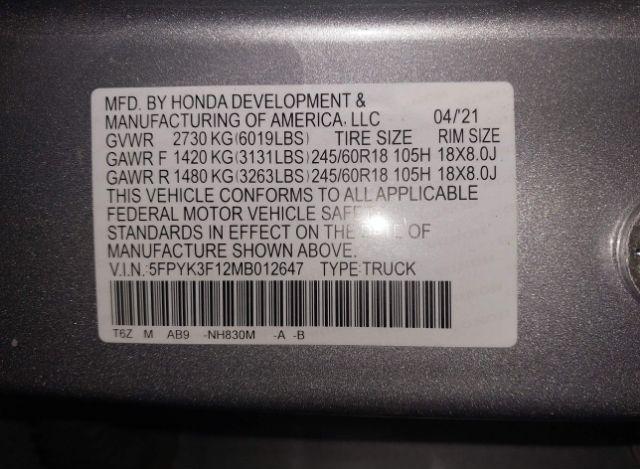 MFD. BY HONDA DEVELOPMENT &
MANUFACTURING OF AMERICA, LLC 04/'21
GVWR 2730 KG(6019LBS) TIRE SIZE RIM SIZE
GAWR F 1420 KG(3131LBS) 245/60R18 105H 18X8.0J
GAWR R 1480 KG(3263LBS) 245/60R18 105H 18X8.0J
THIS VEHICLE CONFORMS TO ALL APPLICABLE
FEDERAL MOTOR VEHICLE
STANDARDS IN EFFECT ON THE OF
MANUFACTURE SHOWN ABOVE.
V.I.N.:5FPYK3F12MB012647 TYPE:TRUCK
T6Z M AB9 -NH830M -A -B